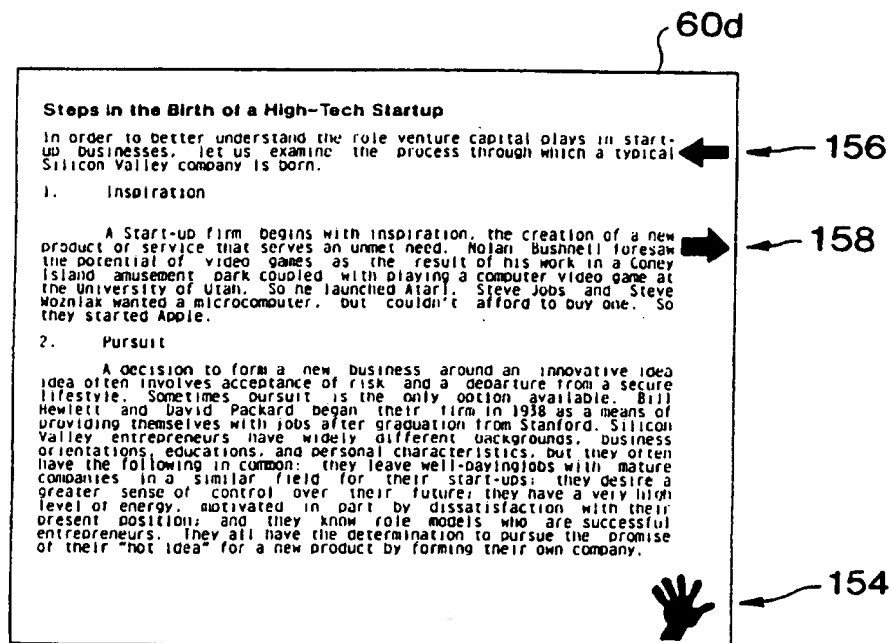 60d
Steps in the Birth of a High-Tech Startup
In order to better understand the role venture capital plays in start-
up businesses, let us examine the process through which a typical
Silicon Valley company is born.
156
1. Inspiration
A Start-up firm begins with inspiration, the creation of a new
product or service that serves an unmet need. Nolan Bushnell foresaw
the potential of video games as the result of his work in a Coney
Island amusement park coupled with playing a computer video game at
the University of Utah. So he launched Atari. Steve Jobs and Steve
Wozniak wanted a microcomputer, but couldn't afford to buy one. So
they started Apple.
158
2. Pursuit
A decision to form a new business around an innovative idea
idea often involves acceptance of risk and a departure from a secure
lifestyle. Sometimes pursuit is the only option available. Bill
Hewlett and David Packard began their firm in 1938 as a means of
providing themselves with jobs after graduation from Stanford. Silicon
Valley entrepreneurs have widely different backgrounds, business
orientations, educations, and personal characteristics, but they often
have the following in common: they leave well-payingjobs with mature
companies in a similar field for their start-ups; they desire a
greater sense of control over their future; they have a very high
level of energy, motivated in part by dissatisfaction with their
present position; and they know role models who are successful
entrepreneurs. They all have the determination to pursue the promise
of their "hot idea" for a new product by forming their own company.
154